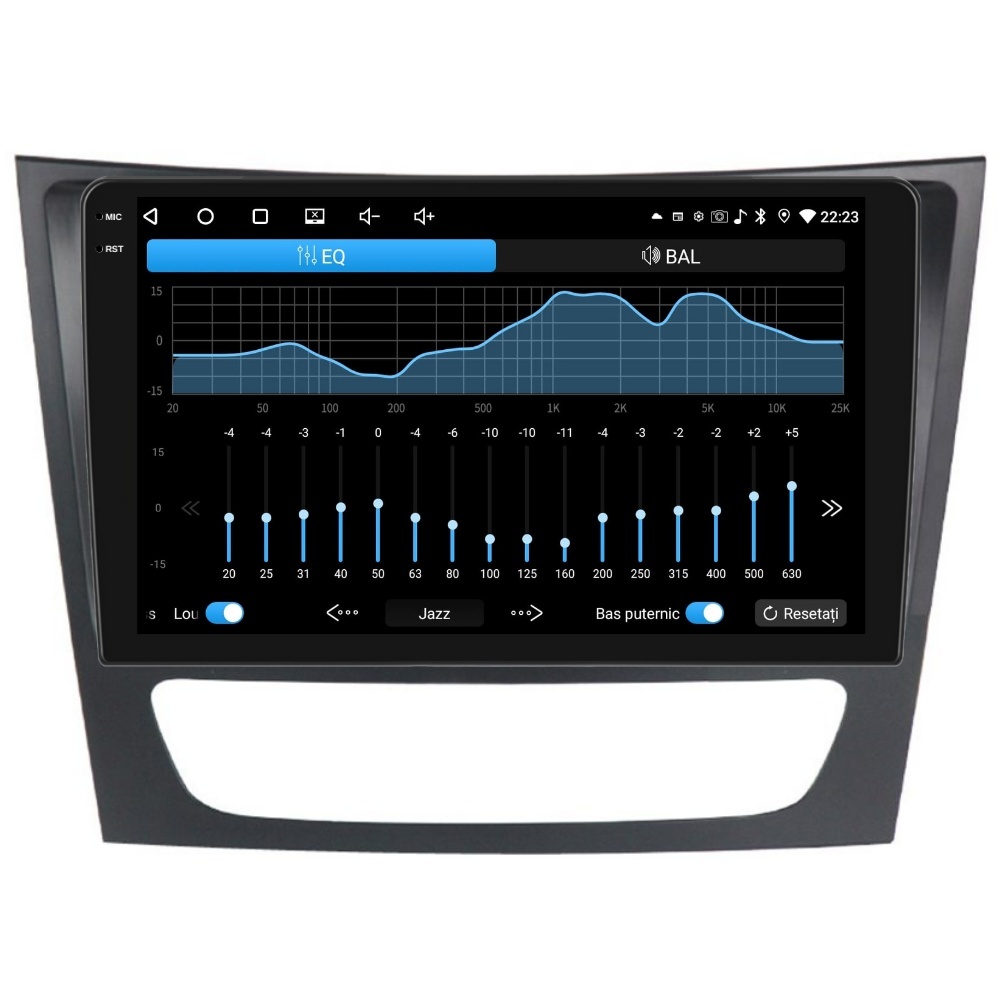 MIC
22:23
RST
EQ
BAL
15
0
-15
20 50 100 200 500 1K 2K 5K 10K 25K
-4 -4 -3 -1 0 -4 -6 -10 -10 -11 -4 -3 -2 -2 +2 +5
15
0
-15
20 25 31 40 50 63 80 100 125 160 200 250 315 400 500 630
s Lou Jazz Bas puternic Resetați